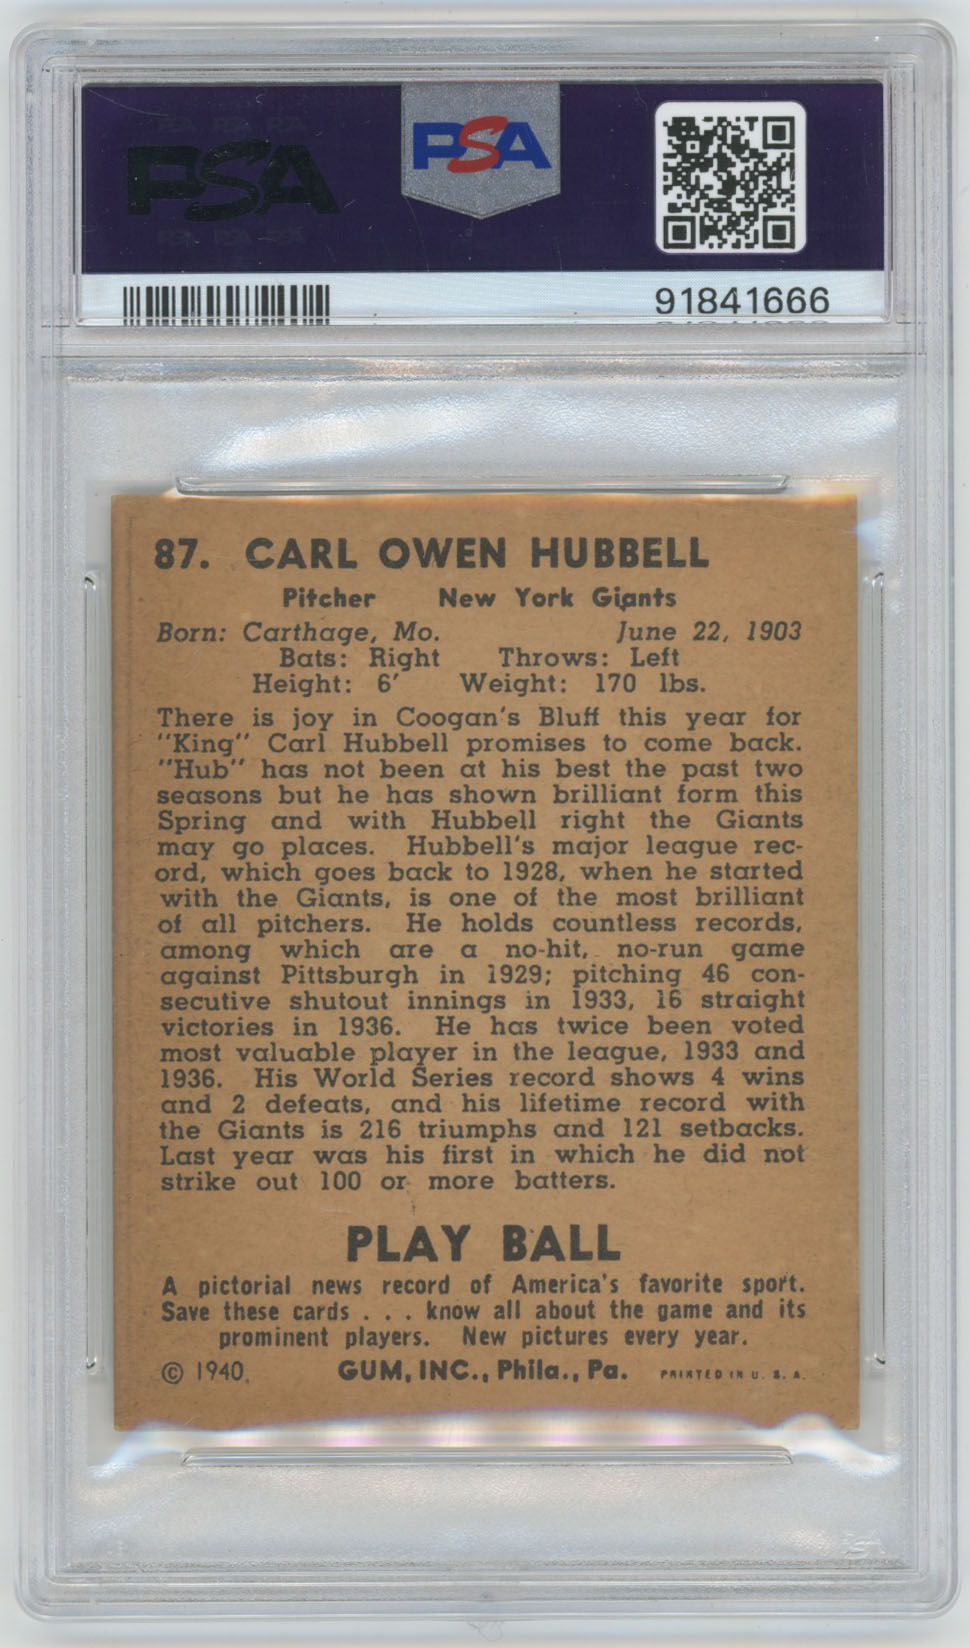 PSA
PSA
91841666
87. CARL OWEN HUBBELL
Pitcher New York Giants
Born: Carthage, Mo. June 22, 1903
Bats: Right Throws: Left
Height: 6' Weight: 170 lbs.
There is joy in Coogan's Bluff this year for
"King" Carl Hubbell promises to come back.
"Hub" has not been at his best the past two
seasons but he has shown brilliant form this
Spring and with Hubbell right the Giants
may go places. Hubbell's major league rec-
ord, which goes back to 1928, when he started
with the Giants, is one of the most brilliant
of all pitchers. He holds countless records,
among which are a no-hit, no-run game
against Pittsburgh in 1929; pitching 46 con-
secutive shutout innings in 1933, 16 straight
victories in 1936. He has twice been voted
most valuable player in the league, 1933 and
1936. His World Series record shows 4 wins
and 2 defeats, and his lifetime record with
the Giants is 216 triumphs and 121 setbacks.
Last year was his first in which he did not
strike out 100 or more batters.
PLAY BALL
A pictorial news record of America's favorite sport.
Save these cards . . . know all about the game and its
prominent players. New pictures every year.
© 1940, GUM, INC., Phila., Pa. PRINTED IN U. S. A.